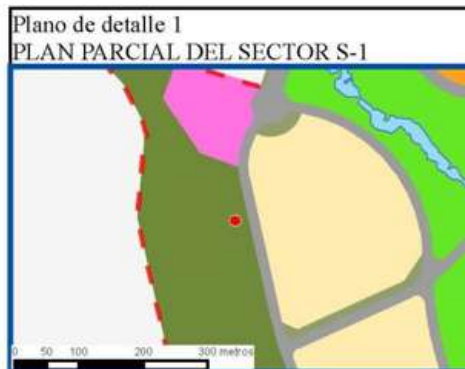 Plano de detalle 1
PLAN PARCIAL DEL SECTOR S-1
0 50 100 200 300 metros